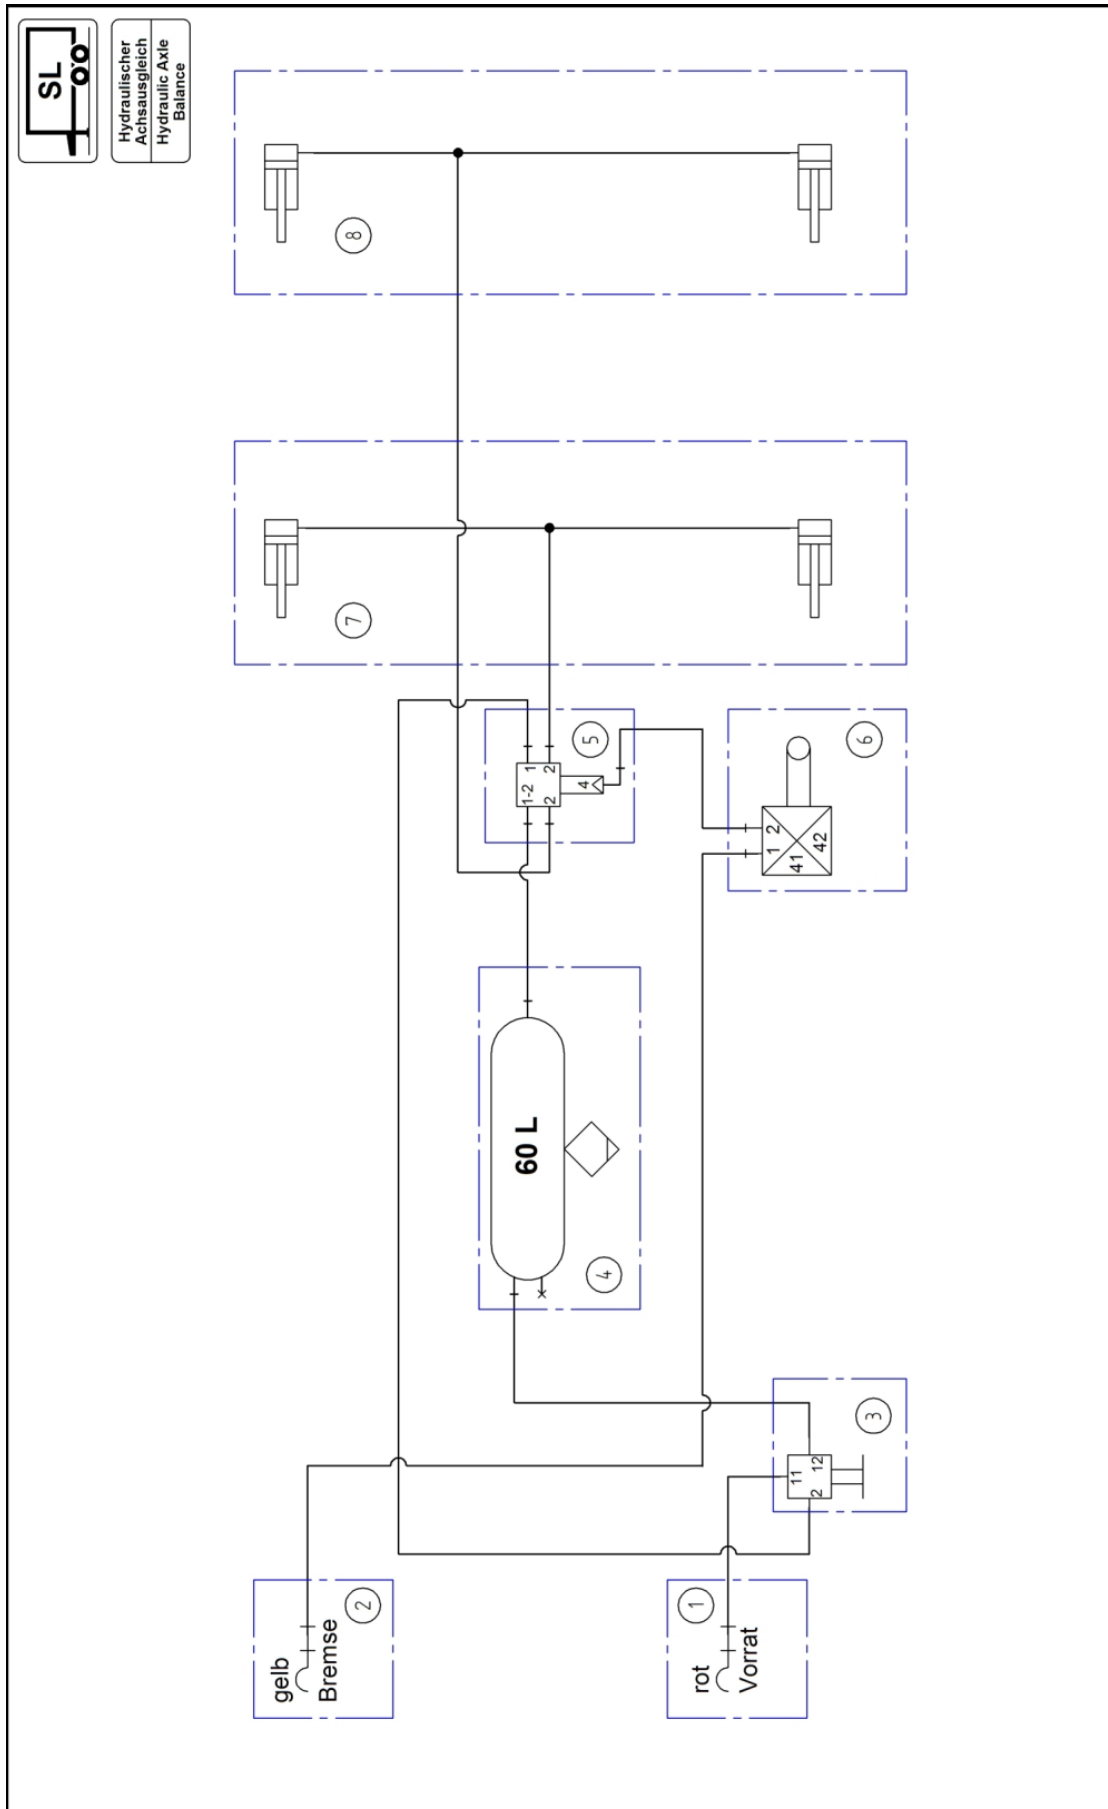 SL
Hydraulischer
Achsausgleich
Hydraulic Axle
Balance
8
7
5
1-2 1
2 2
4
6
1 2
41 42
60 L
4
3
11 12
2
2
gelb
Bremse
1
rot
Vorrat